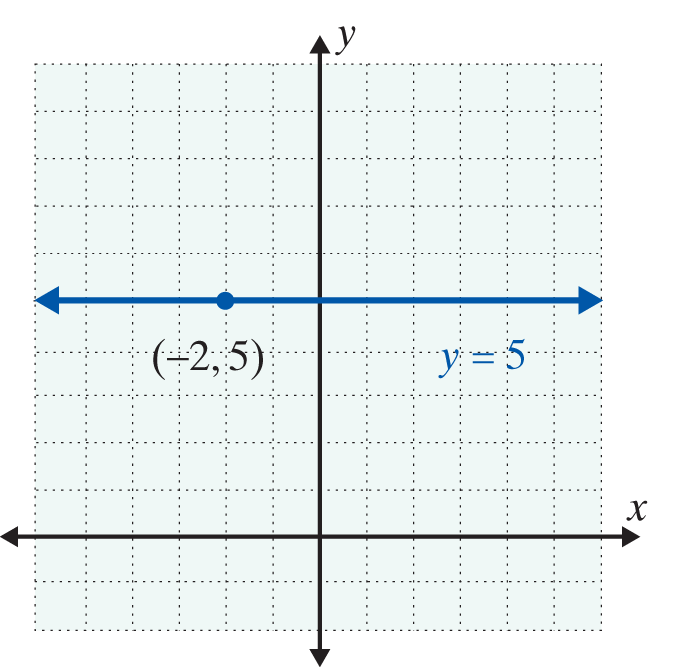 y
(−2, 5)
y = 5
x